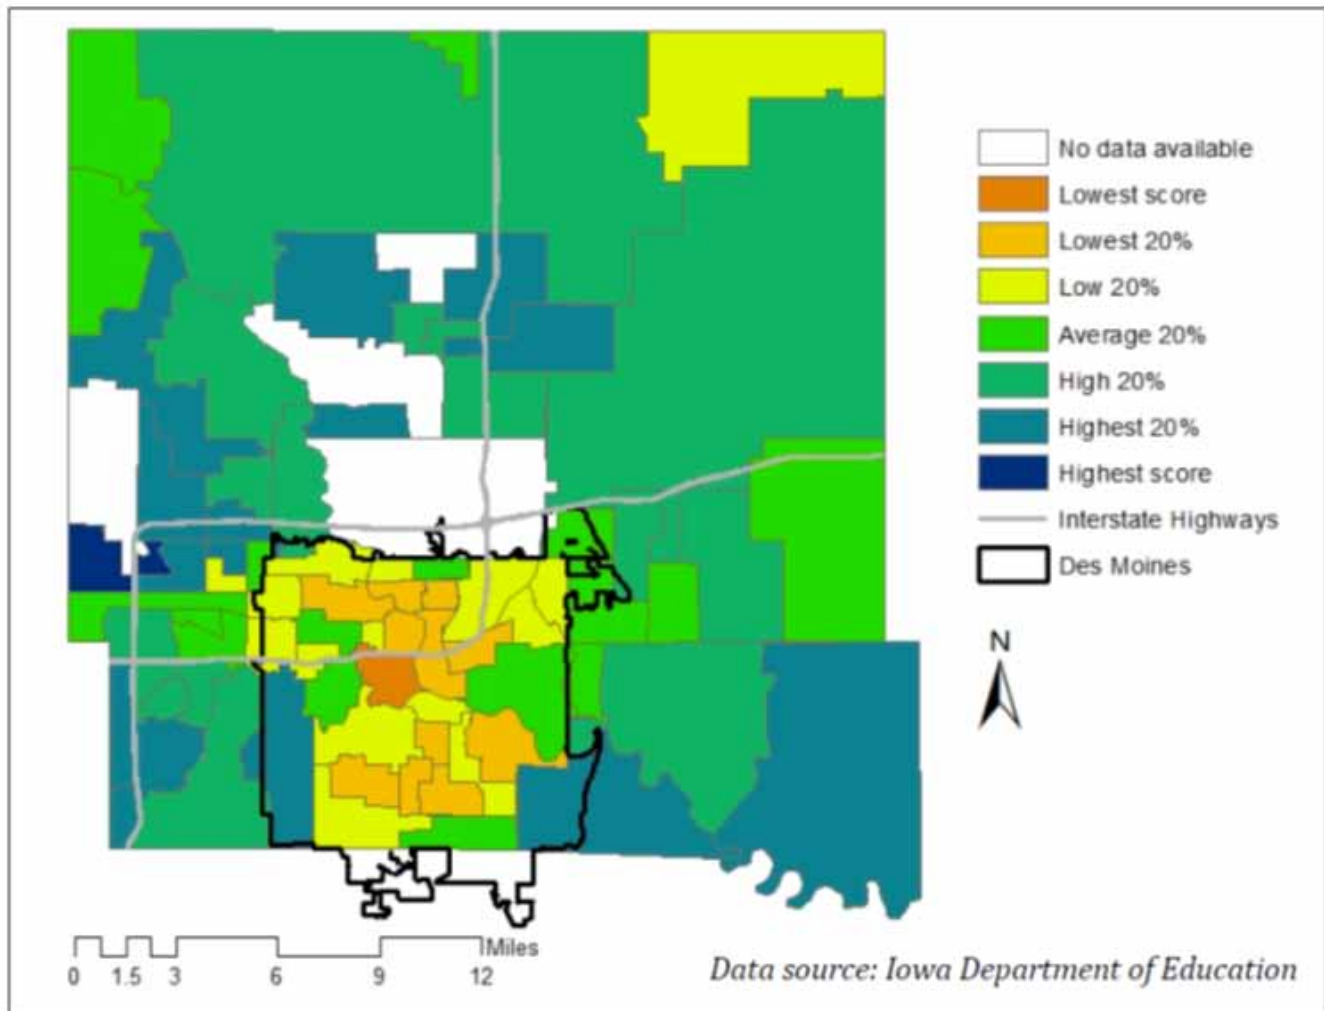 No data available
Lowest score
Lowest 20%
Low 20%
Average 20%
High 20%
Highest 20%
Highest score
Interstate Highways
Des Moines
N
Miles
0 1.5 3 6 9 12
Data source: Iowa Department of Education